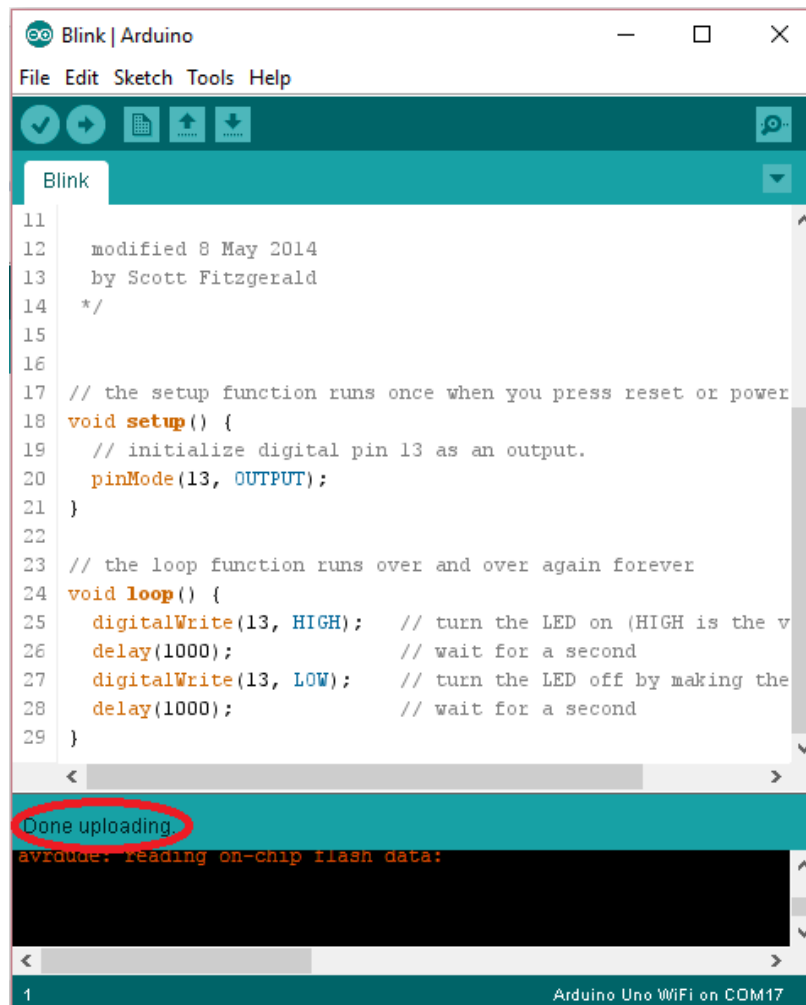 Blink | Arduino
File Edit Sketch Tools Help
Blink
11
12 modified 8 May 2014
13 by Scott Fitzgerald
14 */
15
16
17 // the setup function runs once when you press reset or power
18 void setup() {
19 // initialize digital pin 13 as an output.
20 pinMode(13, OUTPUT);
21 }
22
23 // the loop function runs over and over again forever
24 void loop() {
25 digitalWrite(13, HIGH); // turn the LED on (HIGH is the v
26 delay(1000); // wait for a second
27 digitalWrite(13, LOW); // turn the LED off by making the
28 delay(1000); // wait for a second
29 }
Done uploading.
avrdude: reading on-chip flash data:
1 Arduino Uno WiFi on COM17